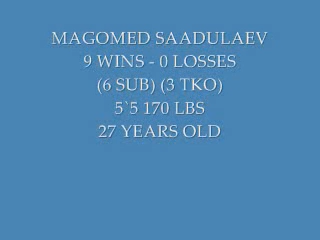 MAGOMED SAADULAEV
9 WINS - 0 LOSSES
(6 SUB) (3 TKO)
5`5 170 LBS
27 YEARS OLD